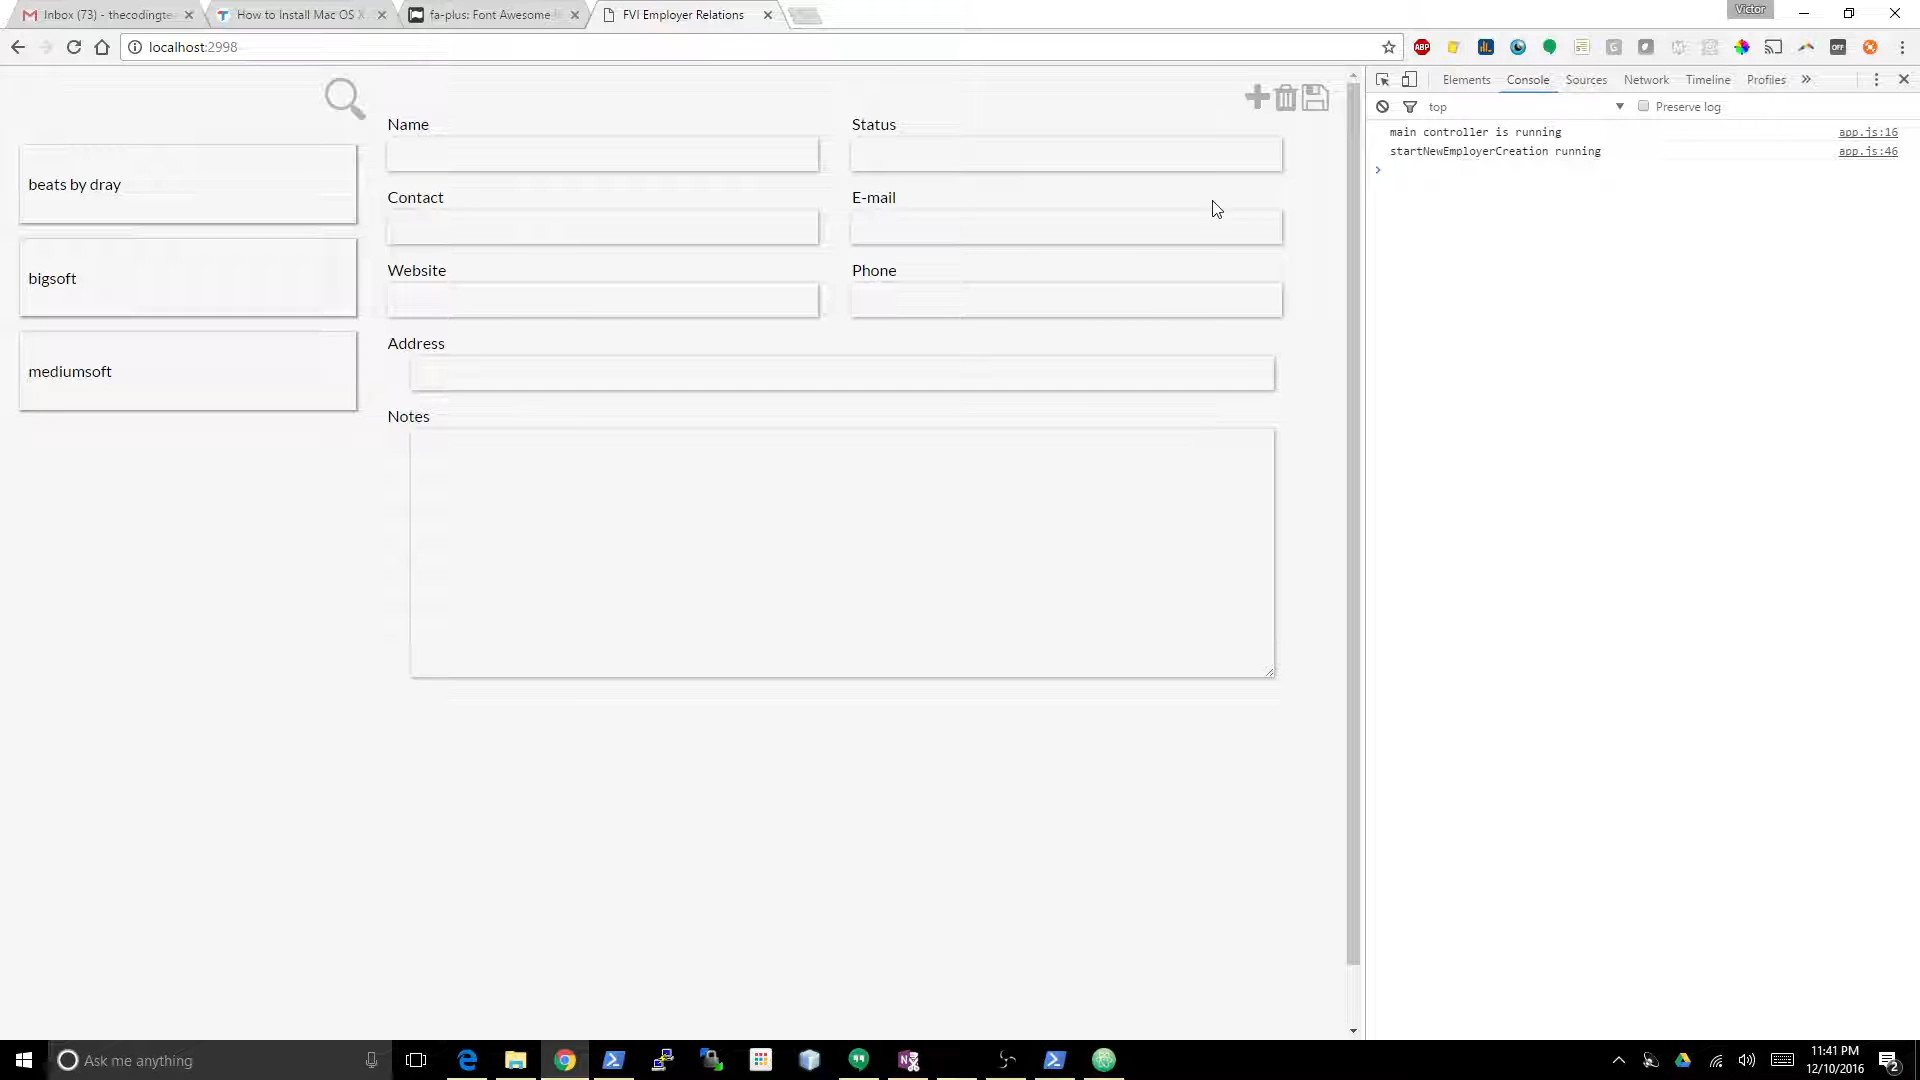 Inbox (73) - thecodingte
How to Install Mac OS X
fa-plus: Font Awesome
FVI Employer Relations
Victor
localhost:2998
ABP
OFF
Elements
Console
Sources
Network
Timeline
Profiles
top
Preserve log
main controller is running
app.js:16
startNewEmployerCreation running
app.js:46
beats by dray
bigsoft
mediumsoft
Name
Status
Contact
E-mail
Website
Phone
Address
Notes
Ask me anything
11:41 PM
12/10/2016
2